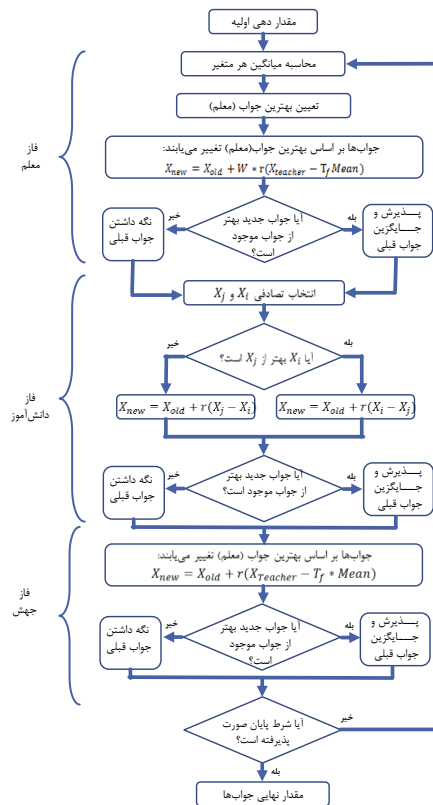 مقدار دهی اولیه
محاسبه میانگین هر متغیر
تعیین بهترین جواب (معلم)
فاز
معلم
جواب‌ها بر اساس بهترین جواب(معلم) تغییر می‌یابند:
X_new = X_old + W * r(X_teacher − T_f Mean)
آیا جواب جدید بهتر
از جواب موجود
است؟
بله
خیر
پذیرش و
جایگزین
جواب قبلی
نگه داشتن
جواب قبلی
انتخاب تصادفی X_i و X_j
فاز
دانش‌آموز
آیا X_i بهتر از X_j است؟
بله
خیر
X_new = X_old + r(X_i − X_j)
X_new = X_old + r(X_j − X_i)
آیا جواب جدید بهتر
از جواب موجود است؟
بله
خیر
پذیرش و
جایگزین
جواب قبلی
نگه داشتن
جواب قبلی
فاز
جهش
جواب‌ها بر اساس بهترین جواب (معلم) تغییر می‌یابند:
X_new = X_old + r(X_Teacher − T_f * Mean)
آیا جواب جدید بهتر
از جواب موجود
است؟
بله
خیر
پذیرش و
جایگزین
جواب قبلی
نگه داشتن
جواب قبلی
آیا شرط پایان صورت
پذیرفته است؟
خیر
بله
مقدار نهایی جواب‌ها